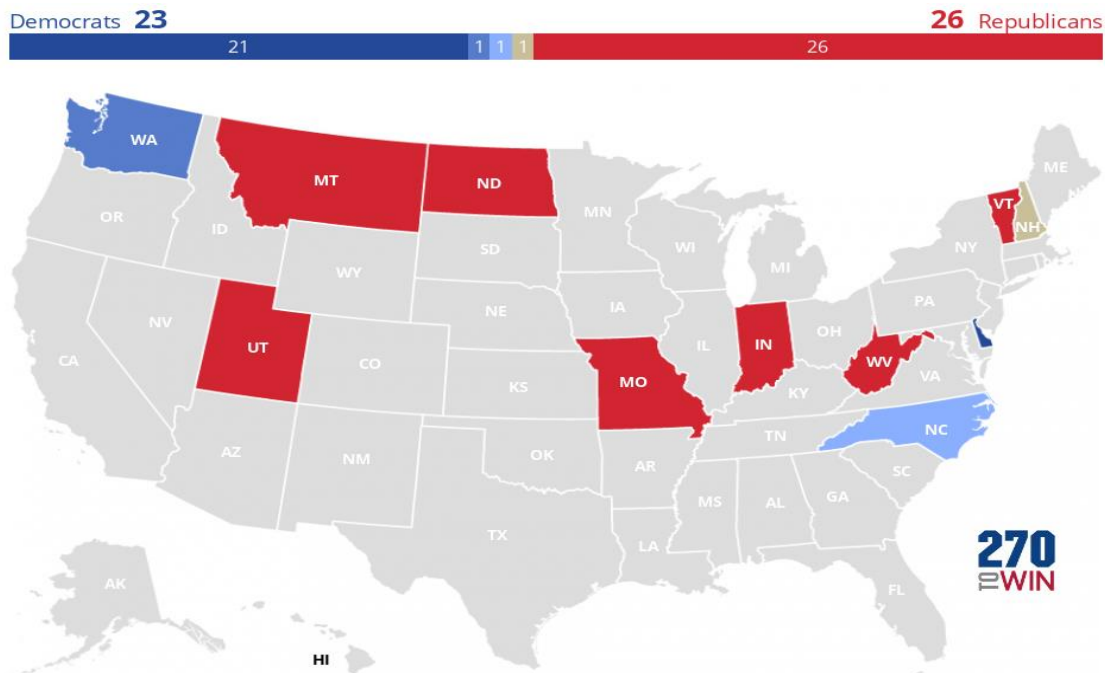 Democrats 23
26 Republicans
21 1 1 1 26
WA
MT
ND
MN
ME
VT
NH
OR
ID
SD
WI
NY
WY
MI
IA
PA
NE
NV
UT
CO
IL
IN
OH
CA
KS
MO
WV
VA
KY
NC
AZ
NM
OK
TN
AR
SC
MS
AL
GA
TX
LA
270
TO WIN
AK
FL
HI